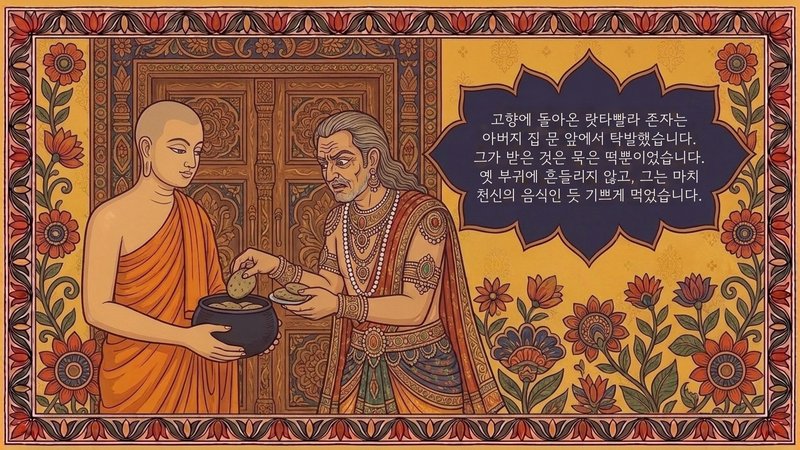 고향에 돌아온 랏타빨라 존자는
아버지 집 문 앞에서 탁발했습니다.
그가 받은 것은 묵은 떡뿐이었습니다.
옛 부귀에 흔들리지 않고, 그는 마치
천신의 음식인 듯 기쁘게 먹었습니다.